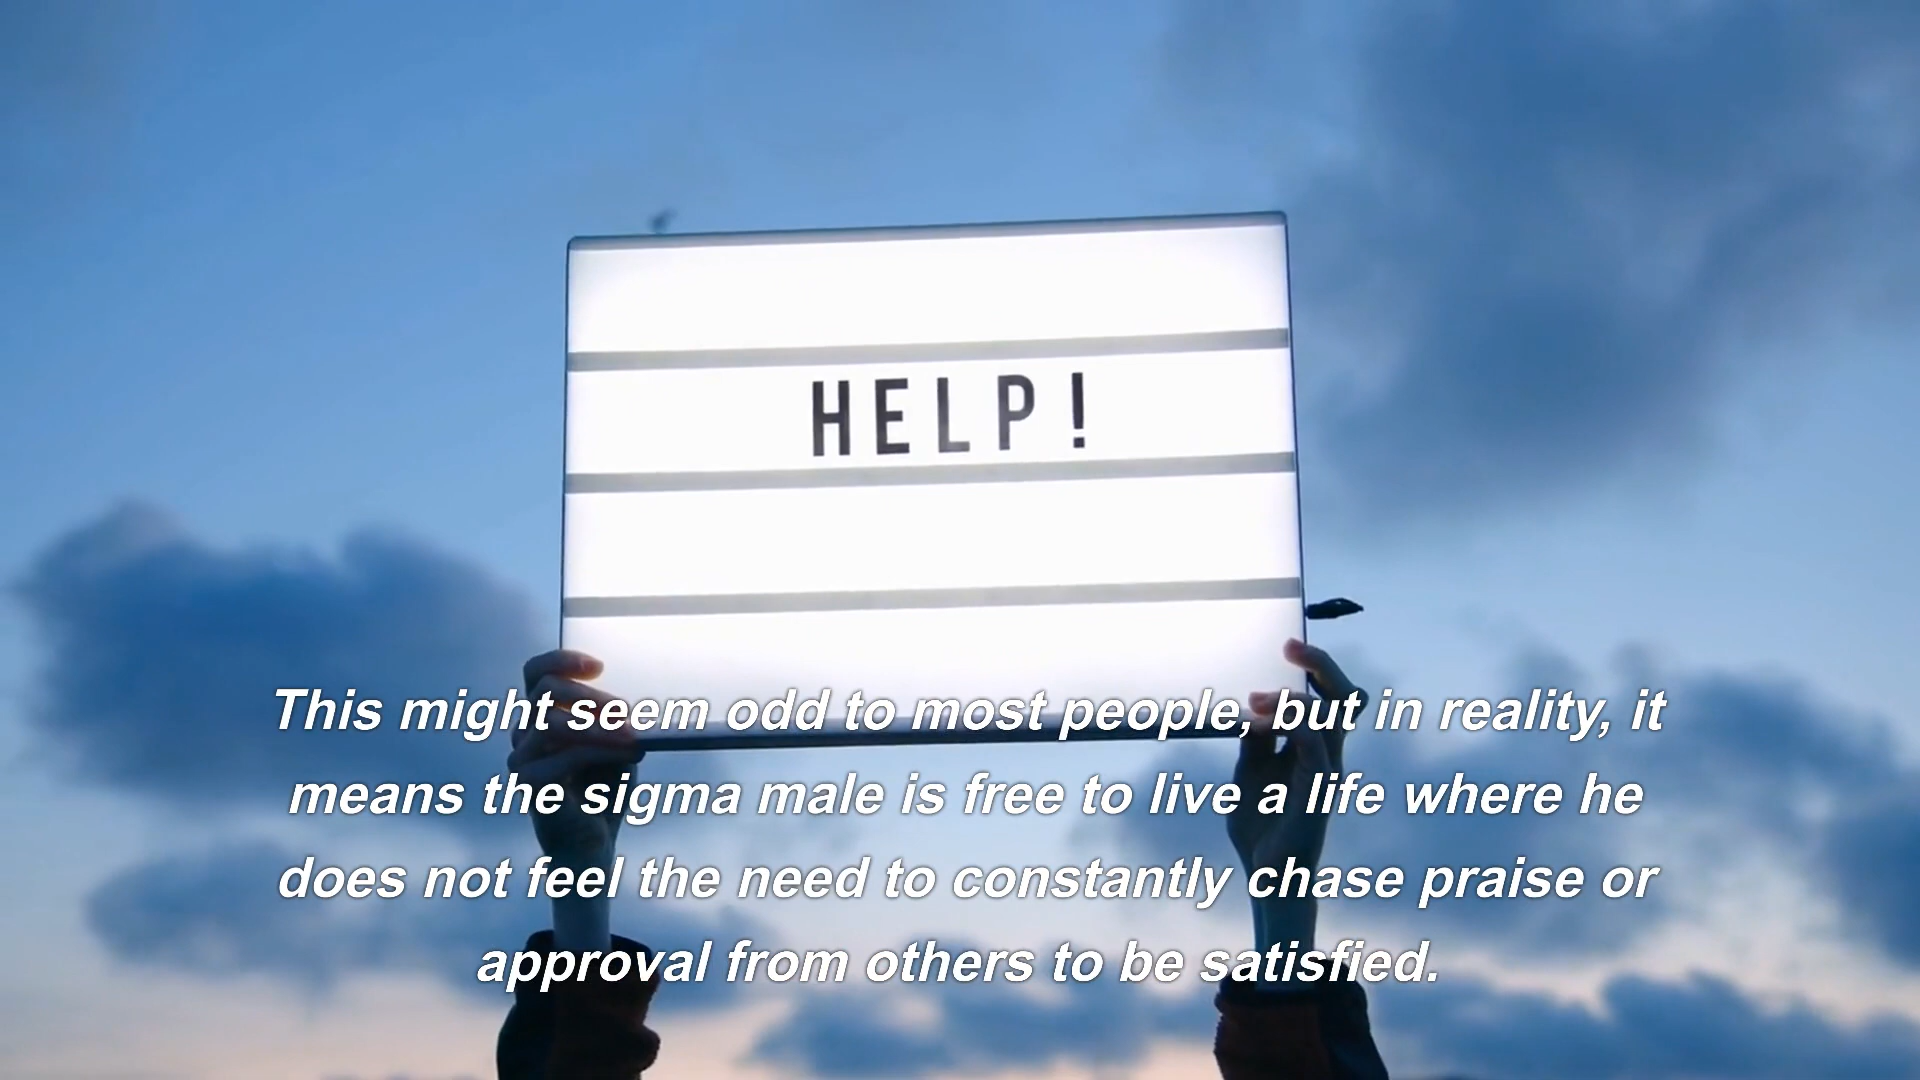 HELP!
This might seem odd to most people, but in reality, it
means the sigma male is free to live a life where he
does not feel the need to constantly chase praise or
approval from others to be satisfied.